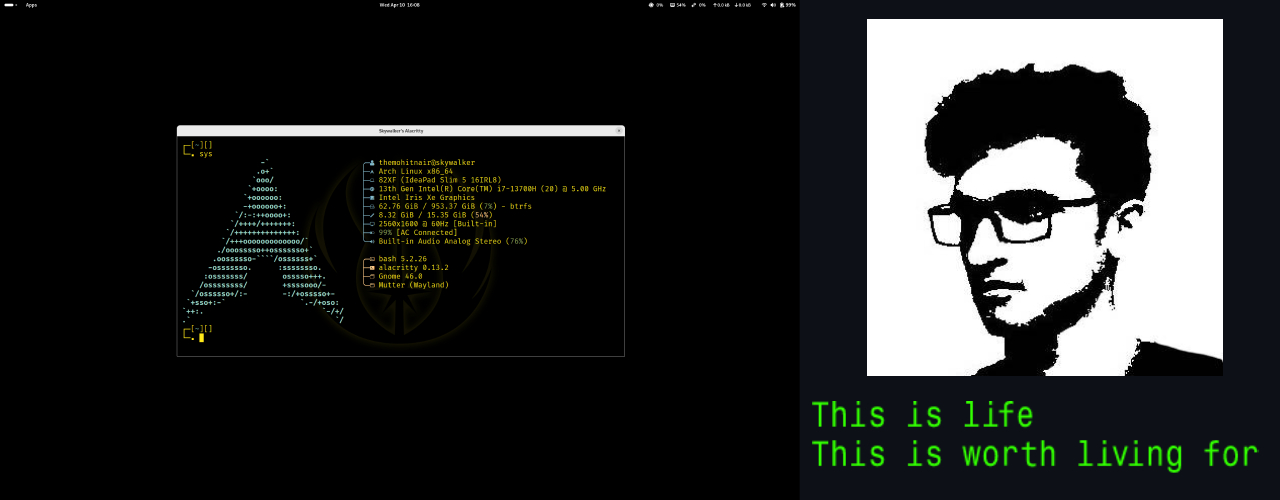 Apps
Wed Apr 10 16:08
0% 54% 0% ↑0.0 kB ↓0.0 kB 99%
Skywalker's Alacritty
[~][]
sys
themohitnair@skywalker
Arch Linux x86_64
82XF (IdeaPad Slim 5 16IRL8)
13th Gen Intel(R) Core(TM) i7-13700H (20) @ 5.00 GHz
Intel Iris Xe Graphics
62.76 GiB / 953.37 GiB (7%) - btrfs
8.32 GiB / 15.35 GiB (54%)
2560x1600 @ 60Hz [Built-in]
99% [AC Connected]
Built-in Audio Analog Stereo (76%)
bash 5.2.26
alacritty 0.13.2
Gnome 46.0
Mutter (Wayland)
[~][]
This is life
This is worth living for